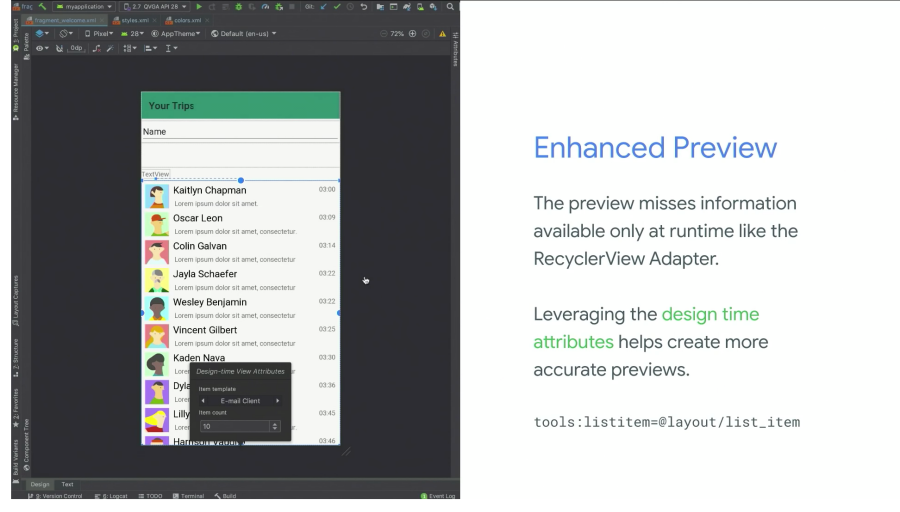 frag
myapplication
2.7 QVGA API 28
Git:
fragment_welcome.xml
styles.xml
colors.xml
Pixel
28
AppTheme
Default (en-us)
72%
0dp
1: Project
Palette
Resource Manager
Attributes
Your Trips
Name
TextView
Kaitlyn Chapman 03:00
Lorem ipsum dolor sit amet.
Oscar Leon 03:09
Lorem ipsum dolor sit amet, consectetur.
Colin Galvan 03:14
Lorem ipsum dolor sit amet, consectetur
Jayla Schaefer 03:22
Lorem ipsum dolor sit amet, consectetur
Wesley Benjamin 03:22
Lorem ipsum dolor sit amet, consectetur
Vincent Gilbert 03:25
Lorem ipsum dolor sit amet, consectetur
Kaden Nava 03:30
Lorem
Dyla 03:36
Lore
Lilly 03:45
Lore
Harrison Vaughn 03:46
Design-time View Attributes
Item template
E-mail Client
Item count
10
Layout Captures
Z: Structure
2: Favorites
Build Variants
Component Tree
Design Text
9: Version Control
6: Logcat
TODO
Terminal
Build
Event Log
Enhanced Preview
The preview misses information
available only at runtime like the
RecyclerView Adapter.
Leveraging the design time
attributes helps create more
accurate previews.
tools:listitem=@layout/list_item